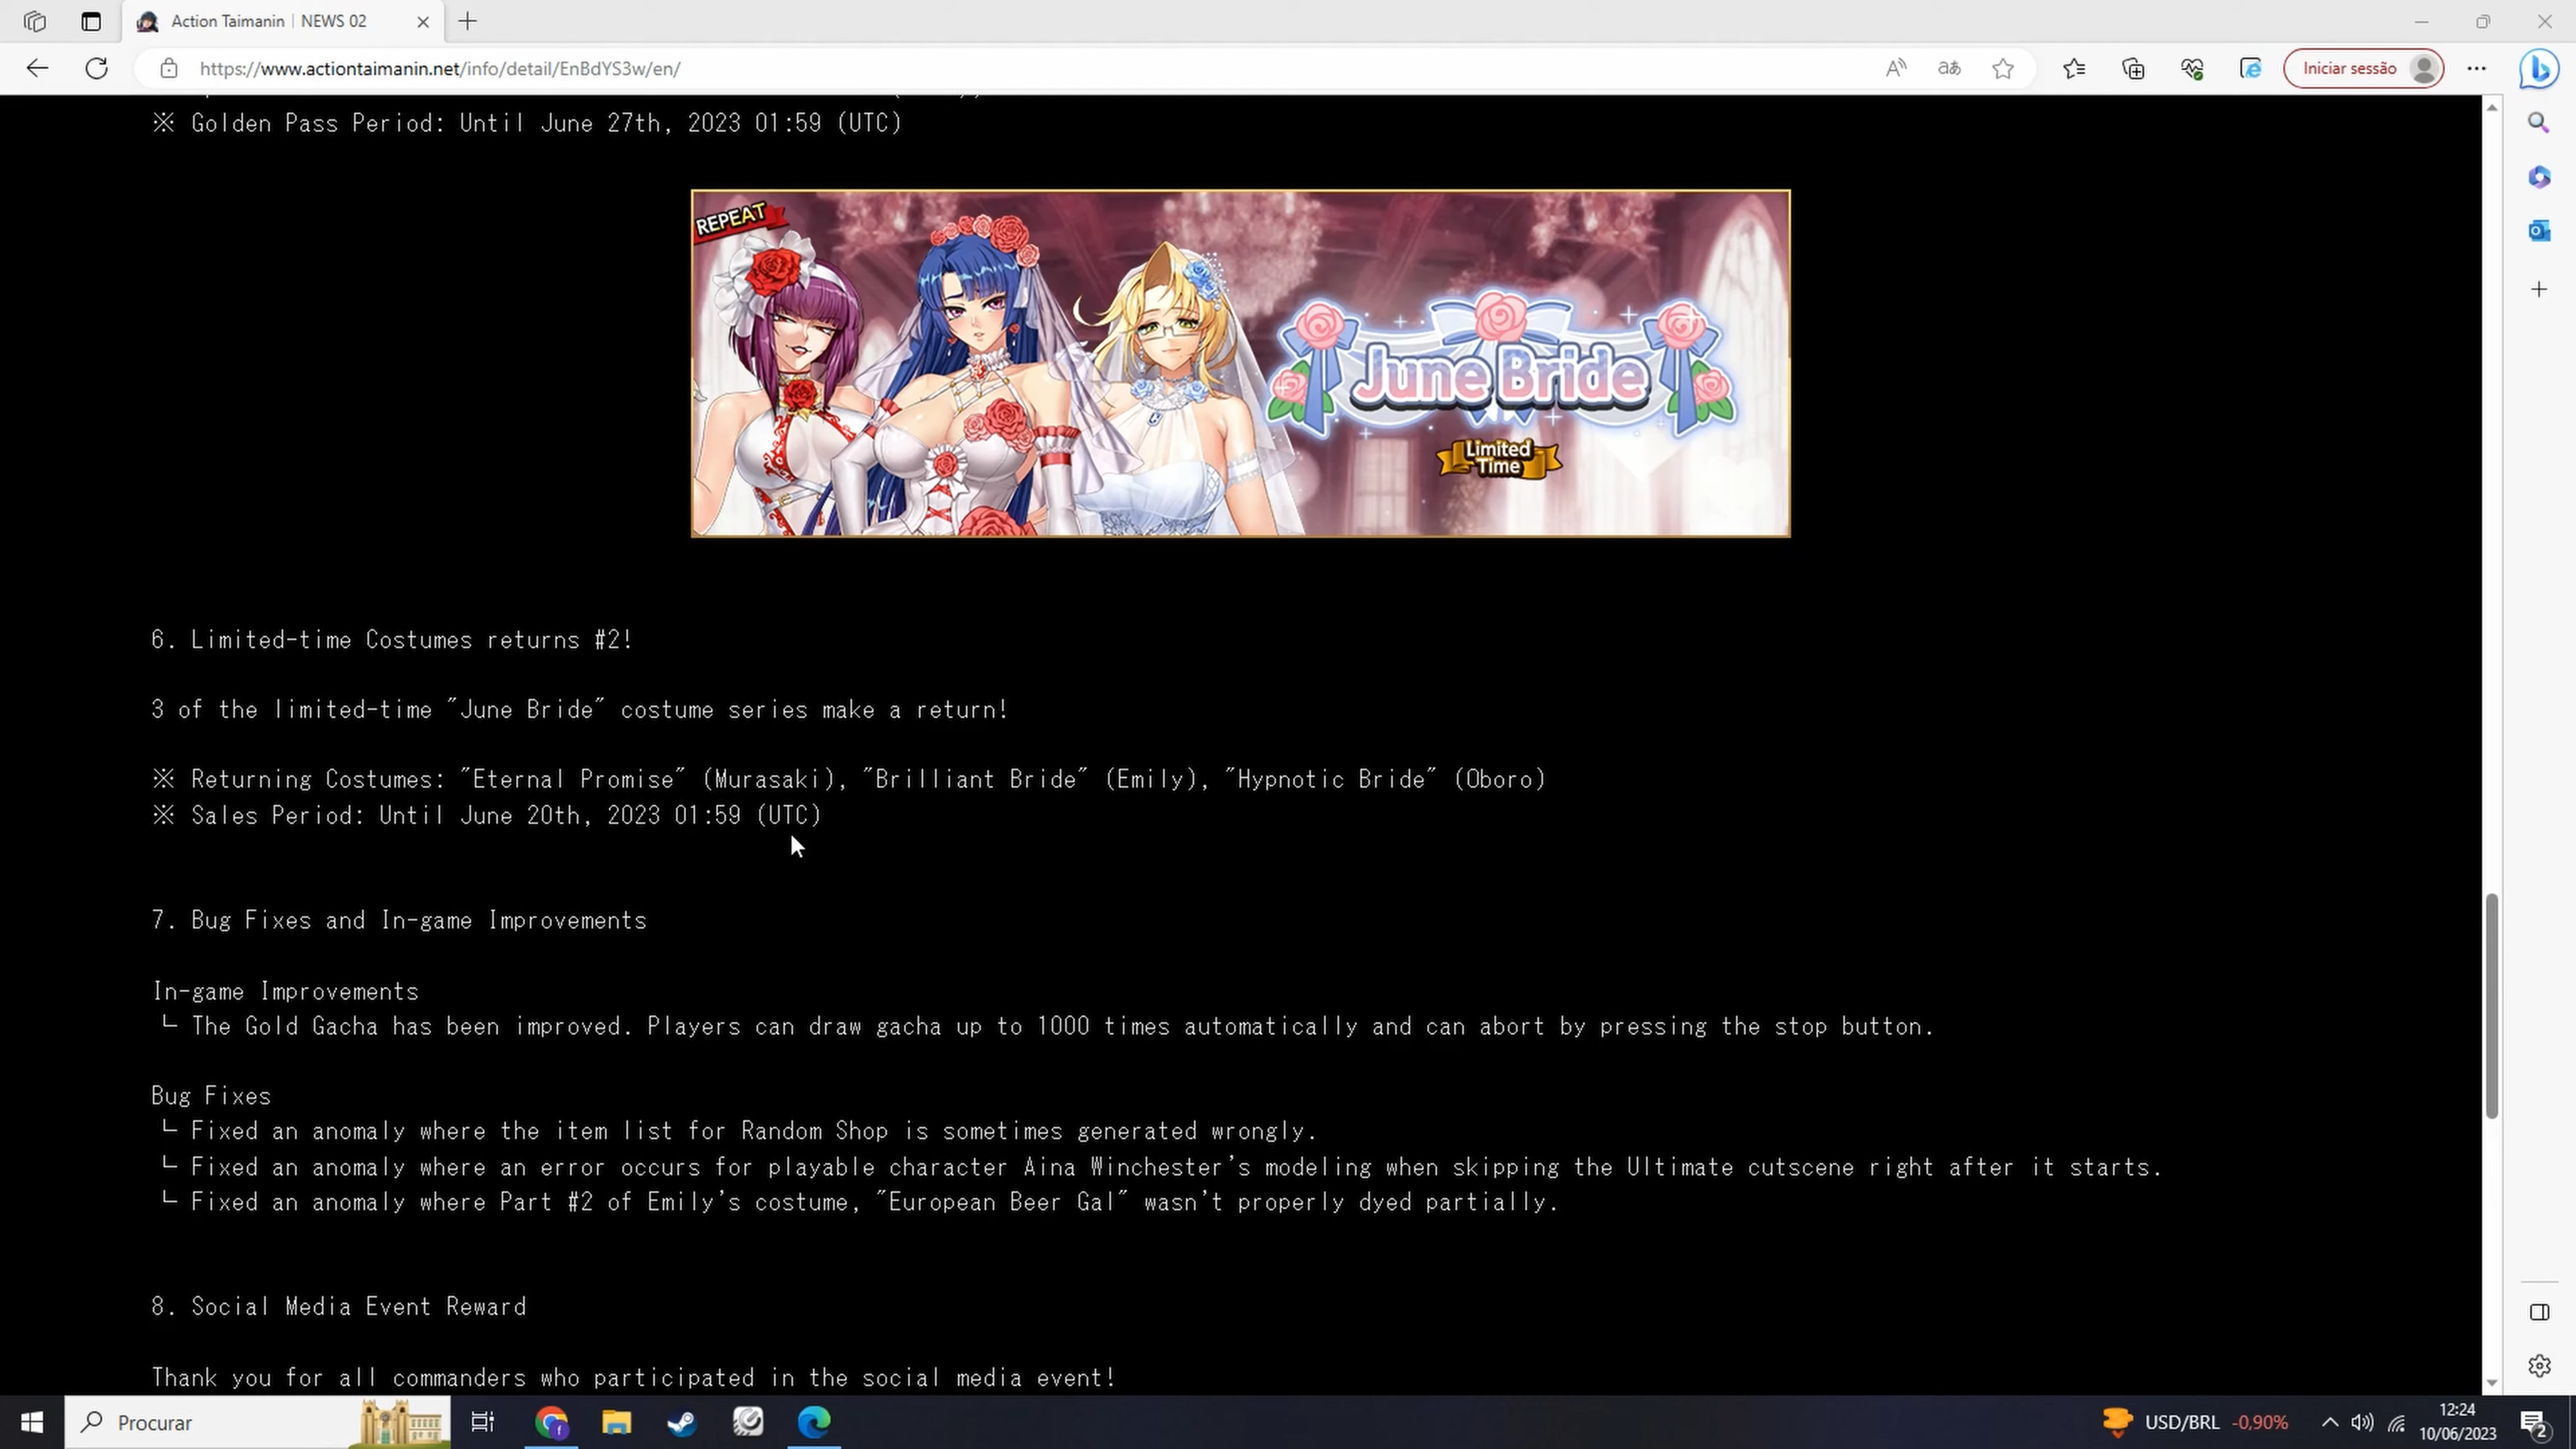 Action Taimanin | NEWS 02
https://www.actiontaimanin.net/info/detail/EnBdYS3w/en/
Iniciar sessão
※ Golden Pass Period: Until June 27th, 2023 01:59 (UTC)
REPEAT
June Bride
Limited
Time
6. Limited-time Costumes returns #2!
3 of the limited-time "June Bride" costume series make a return!
※ Returning Costumes: "Eternal Promise" (Murasaki), "Brilliant Bride" (Emily), "Hypnotic Bride" (Oboro)
※ Sales Period: Until June 20th, 2023 01:59 (UTC)
7. Bug Fixes and In-game Improvements
In-game Improvements
└ The Gold Gacha has been improved. Players can draw gacha up to 1000 times automatically and can abort by pressing the stop button.
Bug Fixes
└ Fixed an anomaly where the item list for Random Shop is sometimes generated wrongly.
└ Fixed an anomaly where an error occurs for playable character Aina Winchester's modeling when skipping the Ultimate cutscene right after it starts.
└ Fixed an anomaly where Part #2 of Emily's costume, "European Beer Gal" wasn't properly dyed partially.
8. Social Media Event Reward
Thank you for all commanders who participated in the social media event!
Procurar
USD/BRL -0,90%
12:24
10/06/2023
2